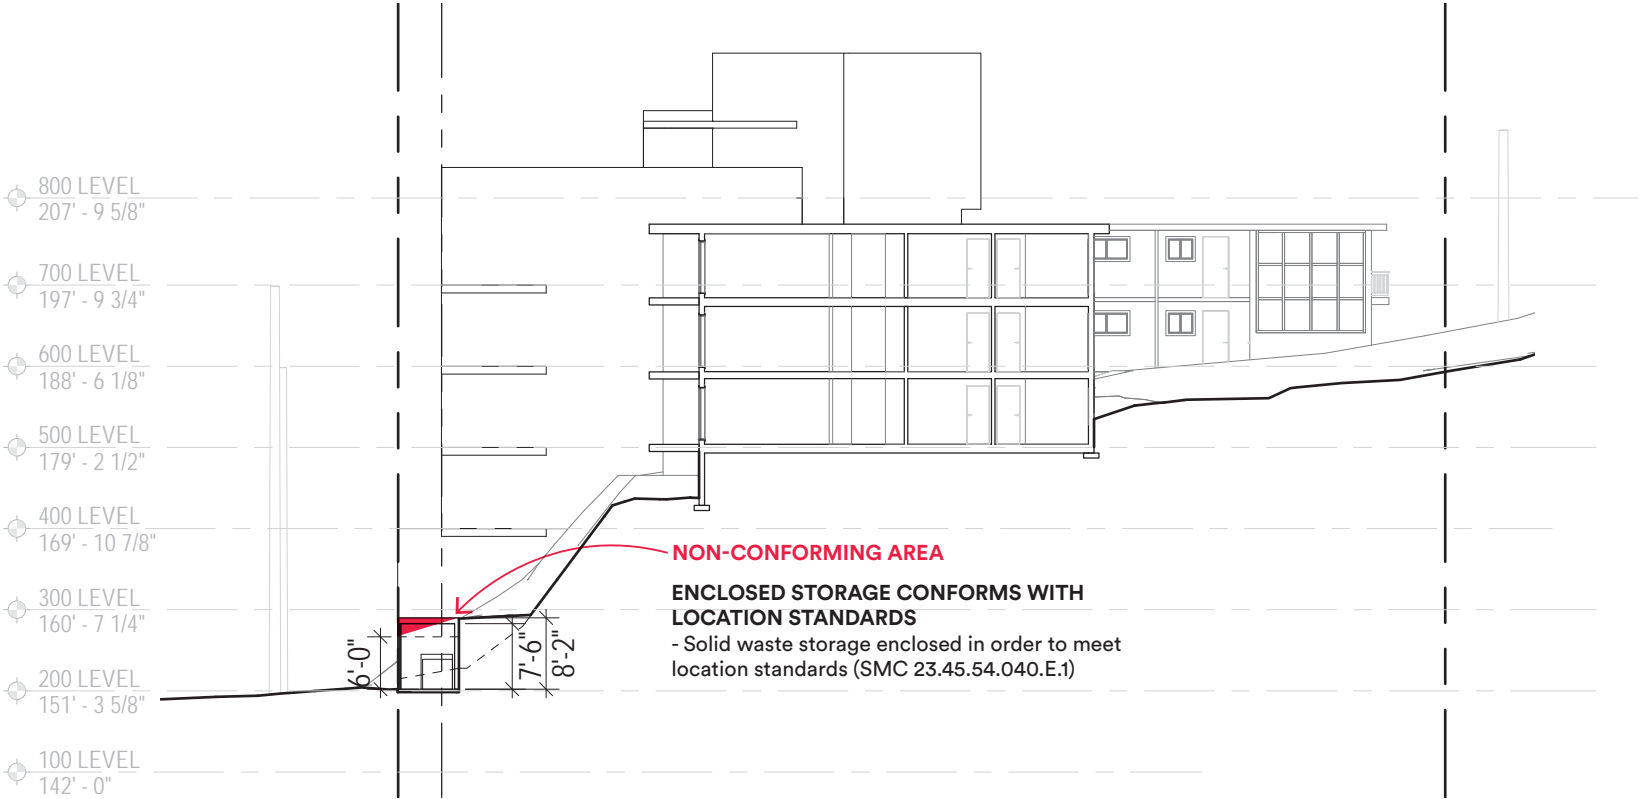 800 LEVEL
207' - 9 5/8"
700 LEVEL
197' - 9 3/4"
600 LEVEL
188' - 6 1/8"
500 LEVEL
179' - 2 1/2"
400 LEVEL
169' - 10 7/8"
NON-CONFORMING AREA
ENCLOSED STORAGE CONFORMS WITH
LOCATION STANDARDS
- Solid waste storage enclosed in order to meet
location standards (SMC 23.45.54.040.E.1)
300 LEVEL
160' - 7 1/4"
6'-0"
7'-6"
8'-2"
200 LEVEL
151' - 3 5/8"
100 LEVEL
142' - 0"